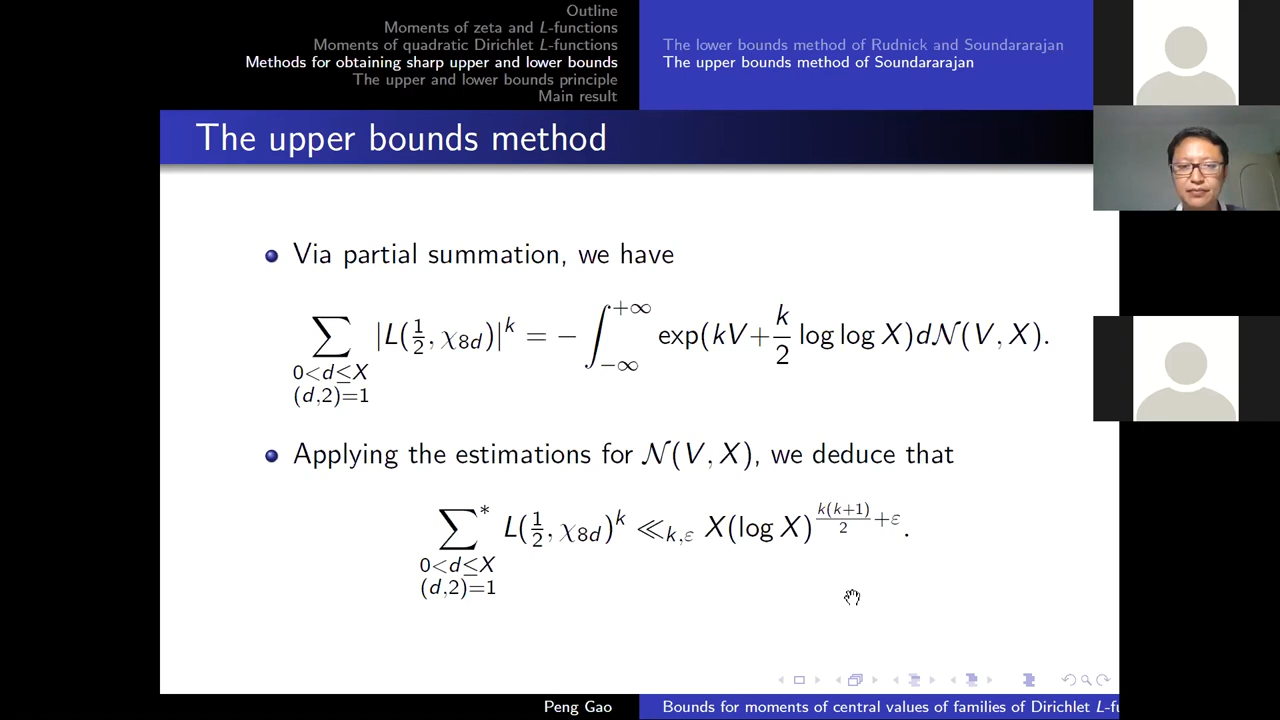 Outline
Moments of zeta and L-functions
Moments of quadratic Dirichlet L-functions
Methods for obtaining sharp upper and lower bounds
The upper and lower bounds principle
Main result
The lower bounds method of Rudnick and Soundararajan
The upper bounds method of Soundararajan
The upper bounds method
Via partial summation, we have
∑_{0<d≤X, (d,2)=1} |L(½, χ_{8d})|^k = − ∫_{−∞}^{+∞} exp(kV + k/2 log log X)d𝒩(V, X).
Applying the estimations for 𝒩(V, X), we deduce that
∑*_{0<d≤X, (d,2)=1} L(½, χ_{8d})^k ≪_{k,ε} X(log X)^{k(k+1)/2 + ε}.
Peng Gao
Bounds for moments of central values of families of Dirichlet L-fu